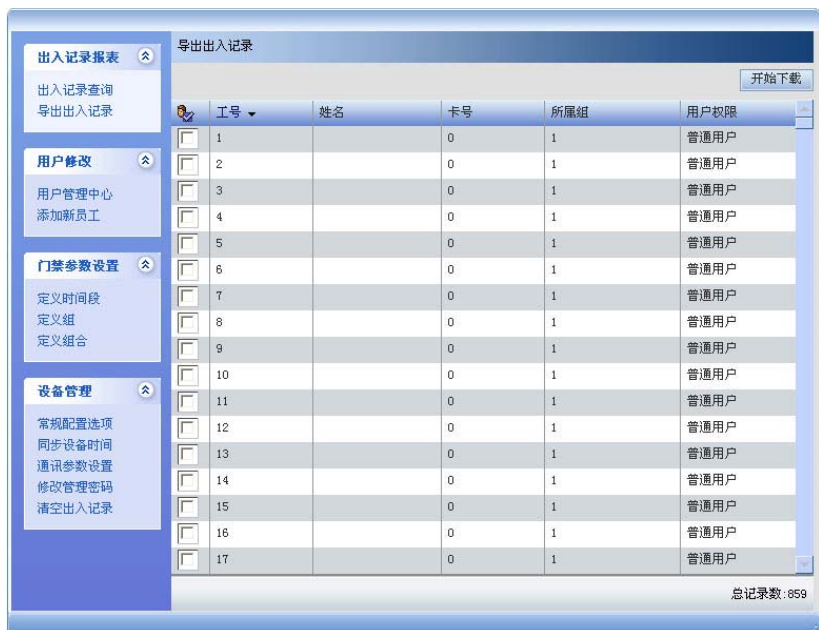 出入记录报表
出入记录查询
导出出入记录
用户修改
用户管理中心
添加新员工
门禁参数设置
定义时间段
定义组
定义组合
设备管理
常规配置选项
同步设备时间
通讯参数设置
修改管理密码
清空出入记录
导出出入记录
开始下载
工号 姓名 卡号 所属组 用户权限
1 0 1 普通用户
2 0 1 普通用户
3 0 1 普通用户
4 0 1 普通用户
5 0 1 普通用户
6 0 1 普通用户
7 0 1 普通用户
8 0 1 普通用户
9 0 1 普通用户
10 0 1 普通用户
11 0 1 普通用户
12 0 1 普通用户
13 0 1 普通用户
14 0 1 普通用户
15 0 1 普通用户
16 0 1 普通用户
17 0 1 普通用户
总记录数:859